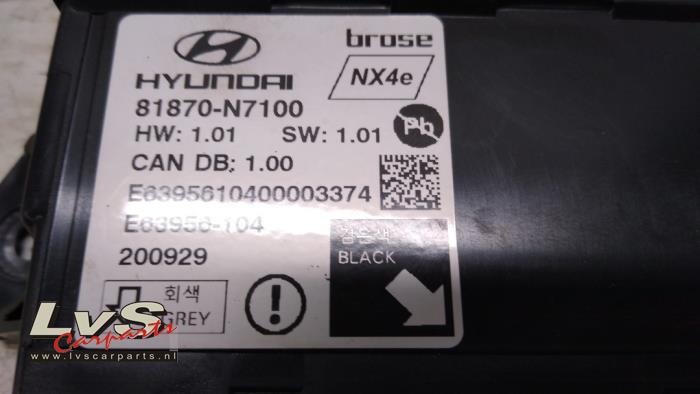 brose
HYUNDAI
NX4e
81870-N7100
Pb
HW: 1.01 SW: 1.01
CAN DB: 1.00
E6395610400003374
E63956-104
200929
검은색
BLACK
회색
GREY
LvS
Carparts
www.lvscarparts.nl